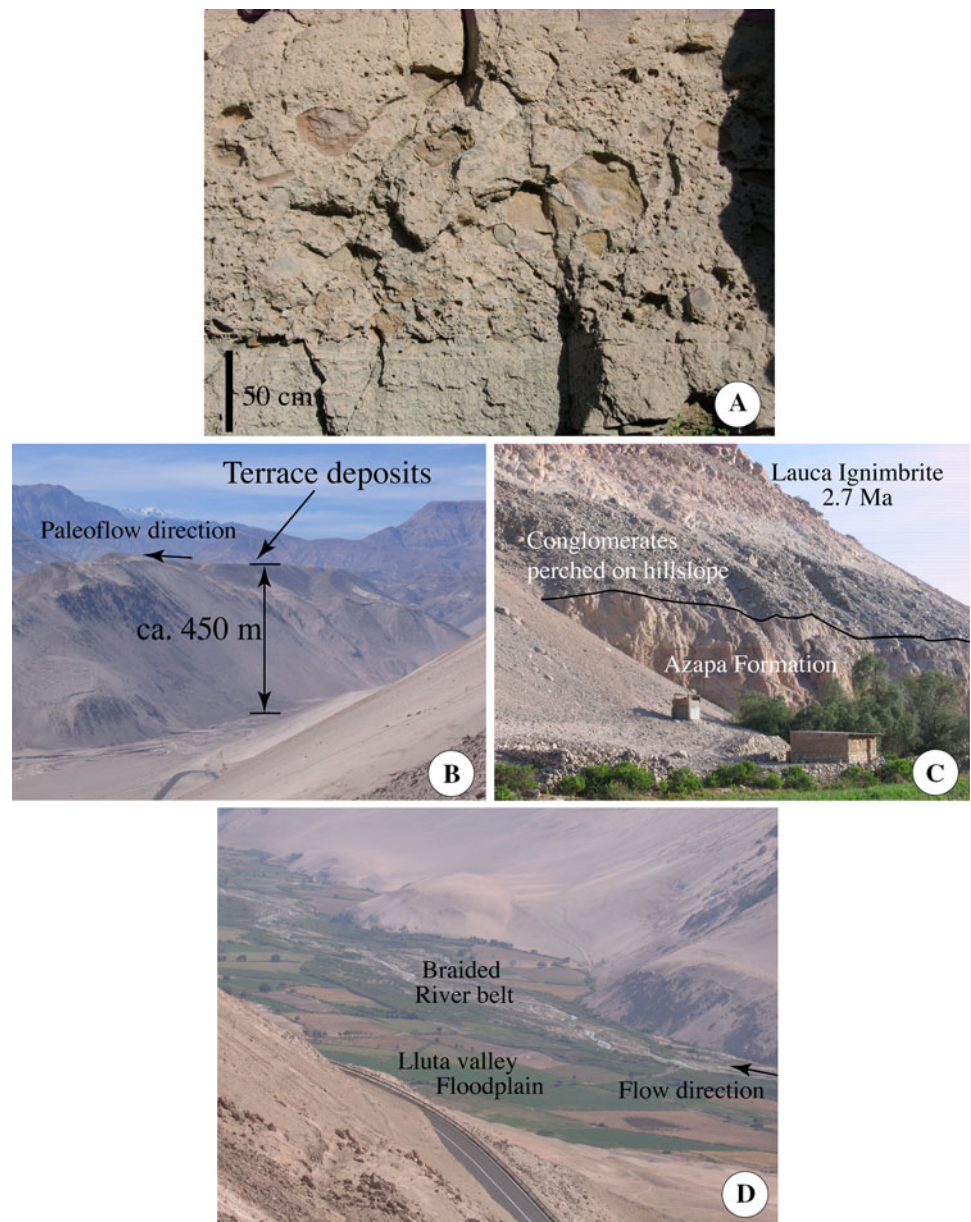 50 cm
A
Terrace deposits
Paleoflow direction
ca. 450 m
B
Lauca Ignimbrite
2.7 Ma
Conglomerates
perched on hillslope
Azapa Formation
C
Braided
River belt
Lluta valley
Floodplain
Flow direction
D